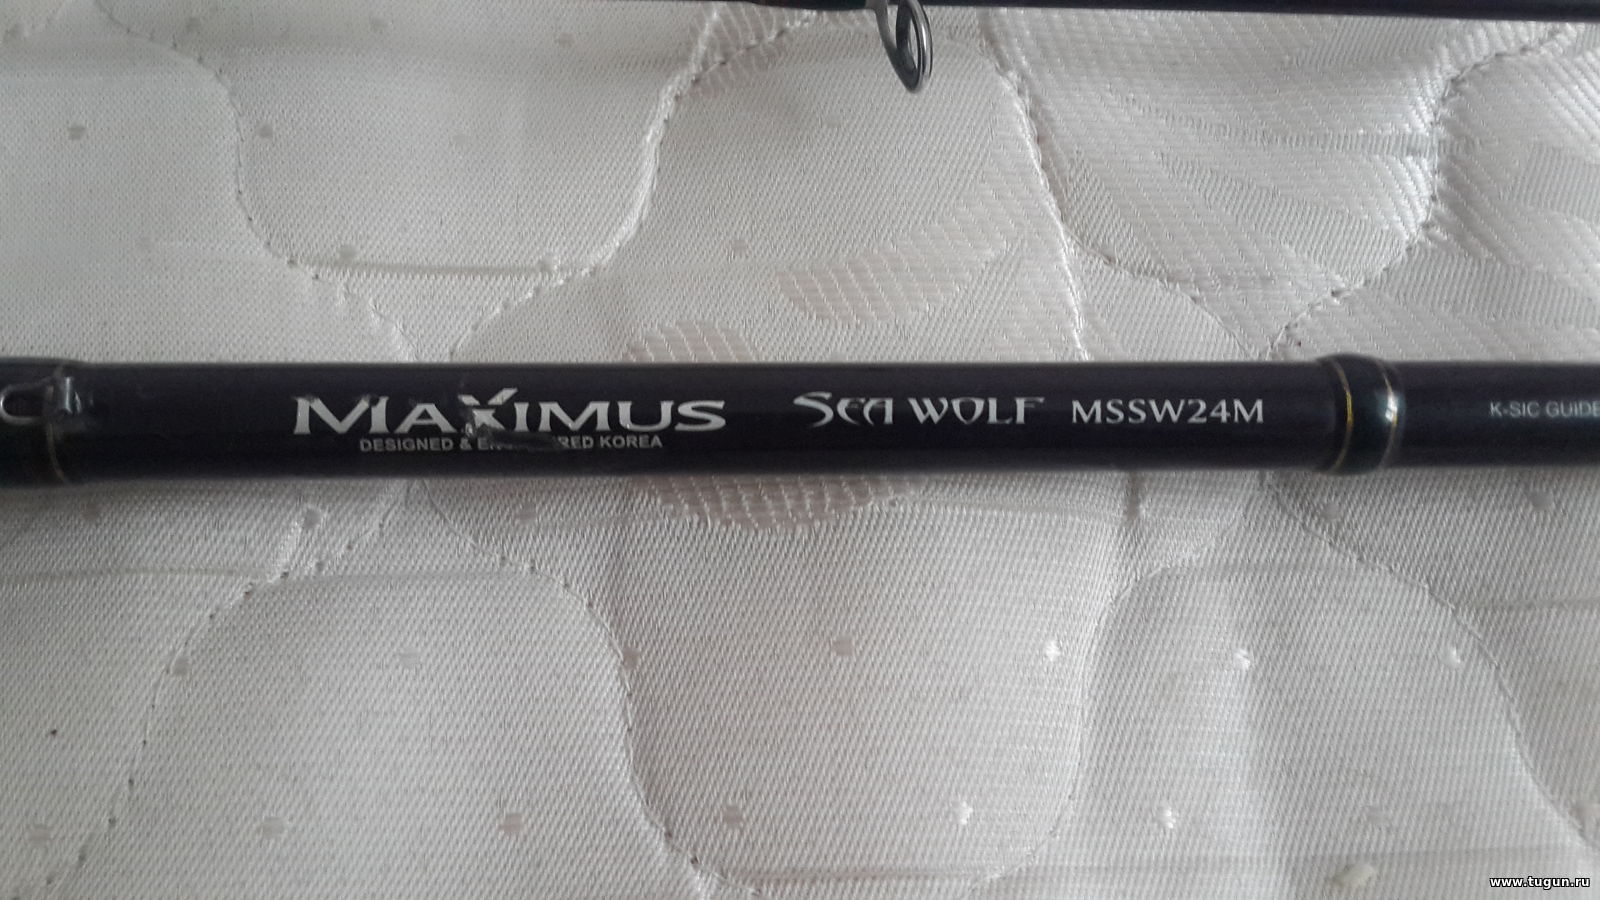 MAXIMUS SEA WOLF MSSW24M K-SIC GUIDE
DESIGNED & KOREA
www.tugun.ru